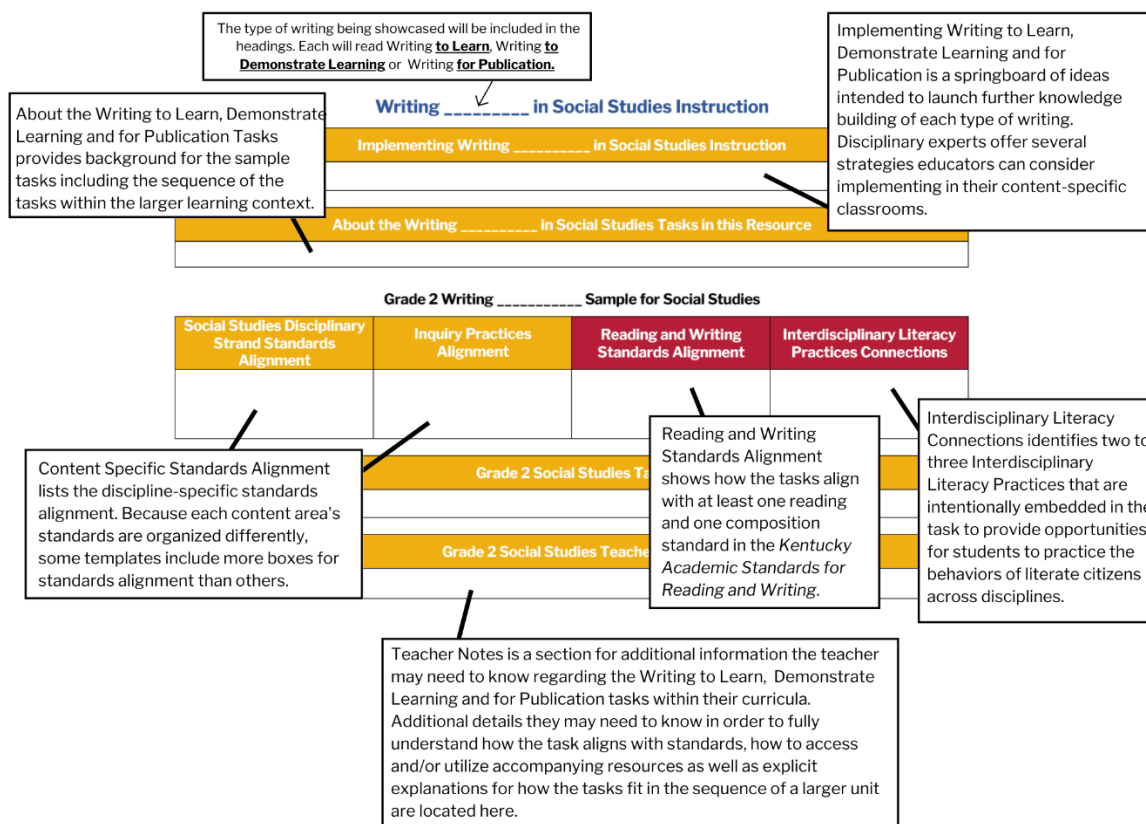 The type of writing being showcased will be included in the
headings. Each will read Writing to Learn, Writing to
Demonstrate Learning or Writing for Publication.
About the Writing to Learn, Demonstrate
Learning and for Publication Tasks
provides background for the sample
tasks including the sequence of the
tasks within the larger learning context.
Implementing Writing to Learn,
Demonstrate Learning and for
Publication is a springboard of ideas
intended to launch further knowledge
building of each type of writing.
Disciplinary experts offer several
strategies educators can consider
implementing in their content-specific
classrooms.
Writing _________ in Social Studies Instruction
Implementing Writing __________ in Social Studies Instruction
About the Writing __________ in Social Studies Tasks in this Resource
Grade 2 Writing ___________ Sample for Social Studies
Social Studies Disciplinary
Strand Standards
Alignment
Inquiry Practices
Alignment
Reading and Writing
Standards Alignment
Interdisciplinary Literacy
Practices Connections
Content Specific Standards Alignment
lists the discipline-specific standards
alignment. Because each content area's
standards are organized differently,
some templates include more boxes for
standards alignment than others.
Grade 2 Social Studies
Grade 2 Social Studies Teacher
Reading and Writing
Standards Alignment
shows how the tasks align
with at least one reading
and one composition
standard in the Kentucky
Academic Standards for
Reading and Writing.
Interdisciplinary Literacy
Connections identifies two to
three Interdisciplinary
Literacy Practices that are
intentionally embedded in the
task to provide opportunities
for students to practice the
behaviors of literate citizens
across disciplines.
Teacher Notes is a section for additional information the teacher
may need to know regarding the Writing to Learn, Demonstrate
Learning and for Publication tasks within their curricula.
Additional details they may need to know in order to fully
understand how the task aligns with standards, how to access
and/or utilize accompanying resources as well as explicit
explanations for how the tasks fit in the sequence of a larger unit
are located here.